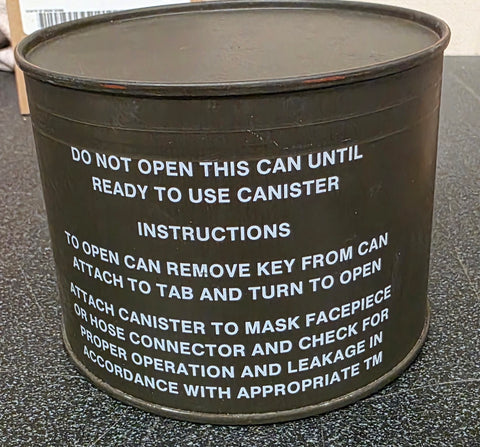 DO NOT OPEN THIS CAN UNTIL
READY TO USE CANISTER
INSTRUCTIONS
TO OPEN CAN REMOVE KEY FROM CAN
ATTACH TO TAB AND TURN TO OPEN
ATTACH CANISTER TO MASK FACEPIECE
OR HOSE CONNECTOR AND CHECK FOR
PROPER OPERATION AND LEAKAGE IN
ACCORDANCE WITH APPROPRIATE TM